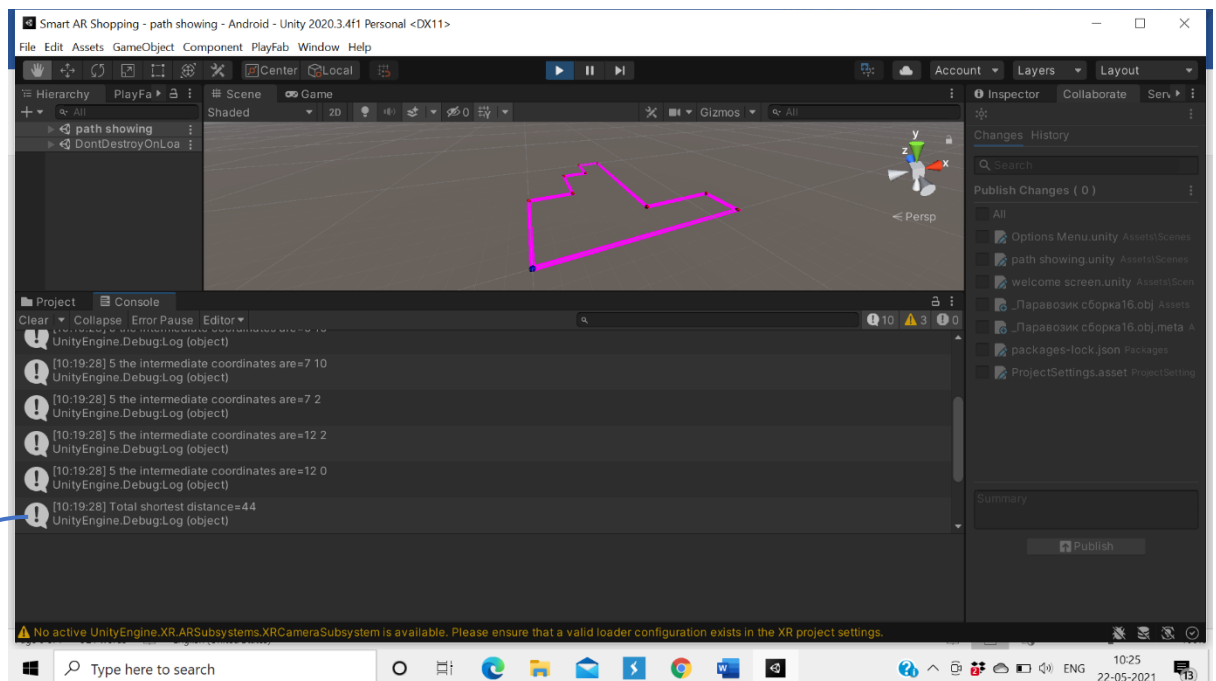 Smart AR Shopping - path showing - Android - Unity 2020.3.4f1 Personal <DX11>
File Edit Assets GameObject Component PlayFab Window Help
Center Local Account Layers Layout
Hierarchy PlayFa Scene Game Inspector Collaborate Serv
All Shaded 2D 0 Gizmos All
path showing
DontDestroyOnLoa
y
z
x
Persp
Changes History
Search
Publish Changes ( 0 )
All
Options Menu.unity Assets\Scenes
path showing.unity Assets\Scenes
welcome screen.unity Assets\Scen
_Паравозик сборка16.obj Assets
_Паравозик сборка16.obj.meta A
packages-lock.json Packages
ProjectSettings.asset ProjectSetting
Summary
Publish
Project Console
Clear Collapse Error Pause Editor 10 3 0
UnityEngine.Debug:Log (object)
[10:19:28] 5 the intermediate coordinates are=7 10
UnityEngine.Debug:Log (object)
[10:19:28] 5 the intermediate coordinates are=7 2
UnityEngine.Debug:Log (object)
[10:19:28] 5 the intermediate coordinates are=12 2
UnityEngine.Debug:Log (object)
[10:19:28] 5 the intermediate coordinates are=12 0
UnityEngine.Debug:Log (object)
[10:19:28] Total shortest distance=44
UnityEngine.Debug:Log (object)
No active UnityEngine.XR.ARSubsystems.XRCameraSubsystem is available. Please ensure that a valid loader configuration exists in the XR project settings.
Type here to search
ENG
10:25
22-05-2021
13